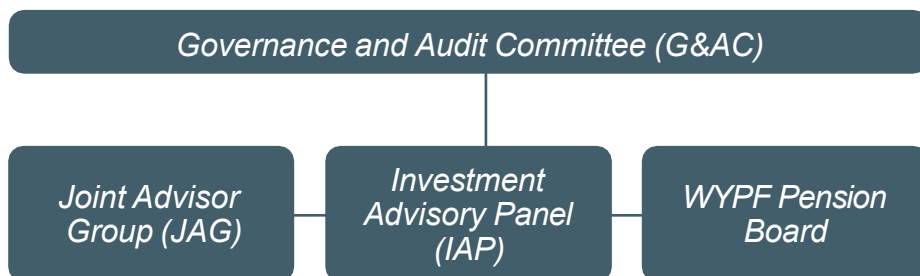 Governance and Audit Committee (G&AC)
Joint Advisor
Group (JAG)
Investment
Advisory Panel
(IAP)
WYPF Pension
Board